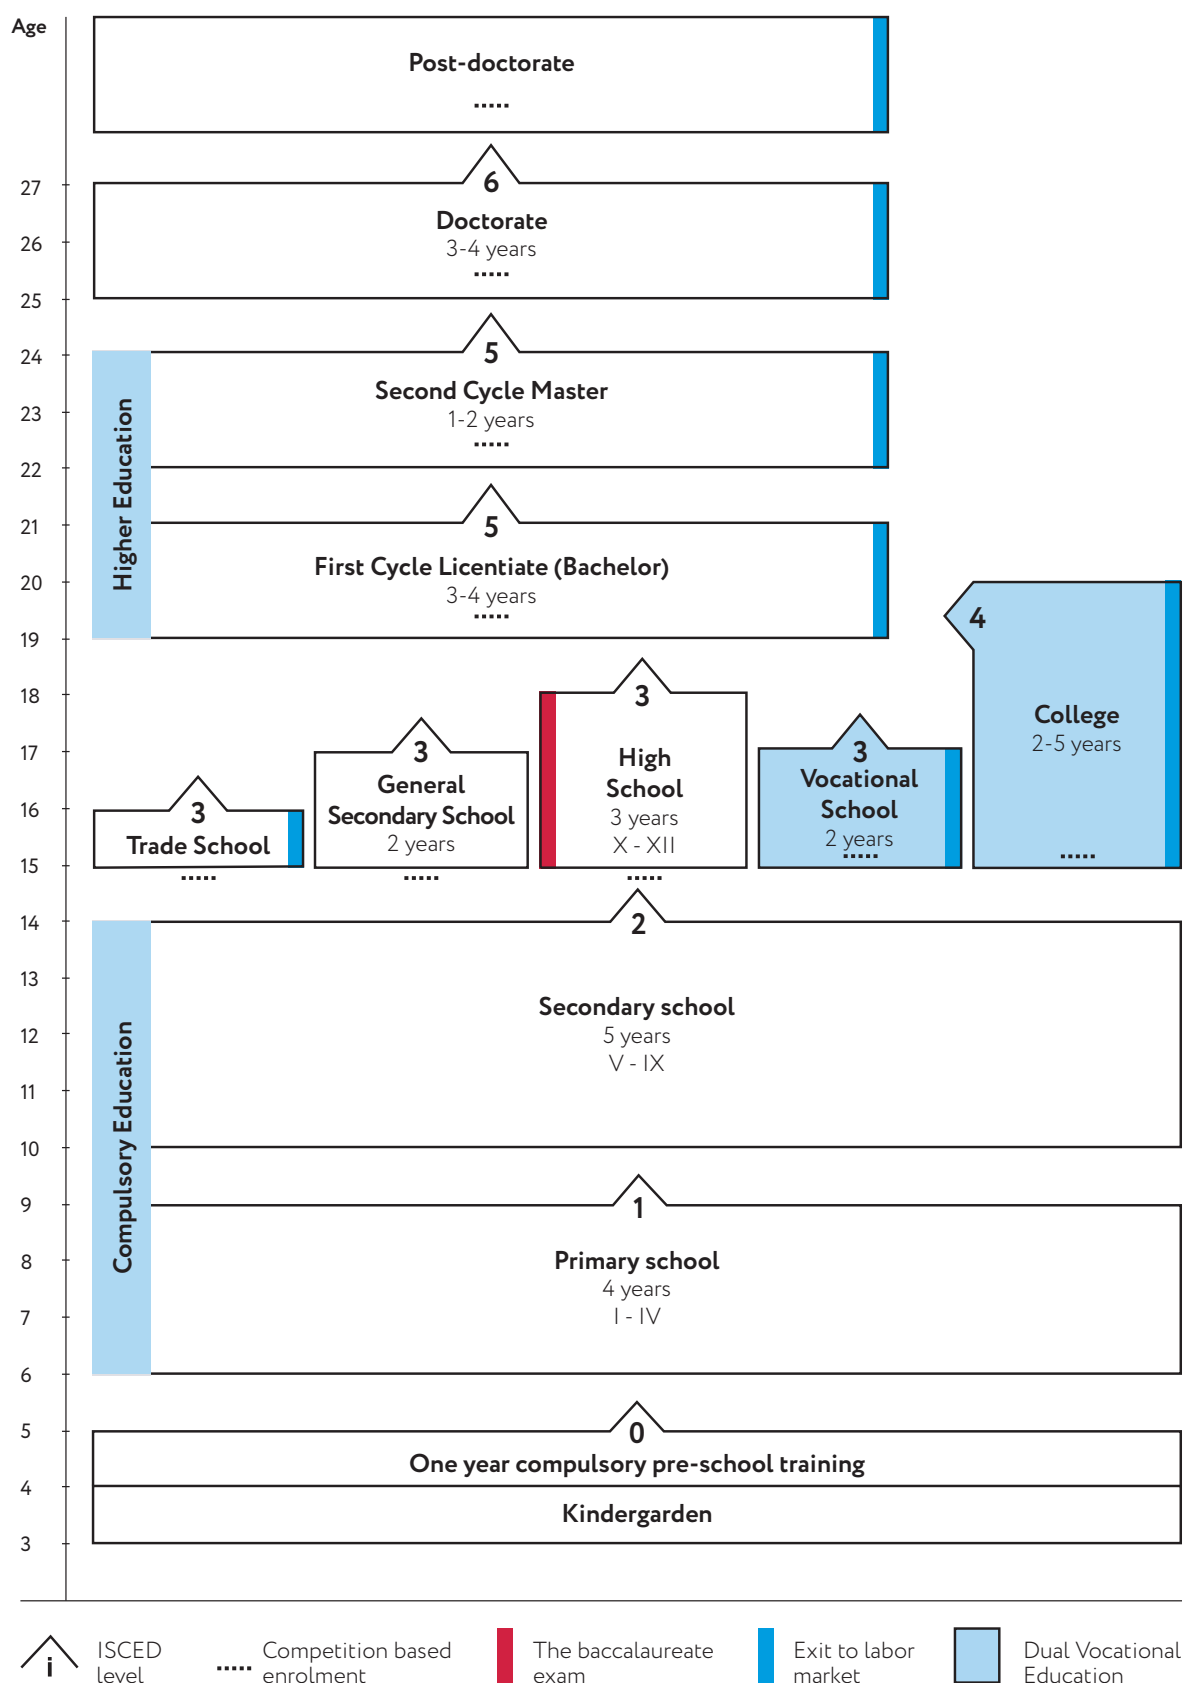 Age
Post-doctorate
27
6
Doctorate
3-4 years
26
25
24
5
Second Cycle Master
1-2 years
23
22
Higher Education
21
5
First Cycle Licentiate (Bachelor)
3-4 years
20
19
4
College
2-5 years
18
17
16
15
3
Trade School
3
General
Secondary School
2 years
3
High
School
3 years
X - XII
3
Vocational
School
2 years
14
2
Secondary school
5 years
V - IX
13
12
11
10
Compulsory Education
9
1
Primary school
4 years
I - IV
8
7
6
5
0
One year compulsory pre-school training
4
Kindergarden
3
i
ISCED
level
Competition based
enrolment
The baccalaureate
exam
Exit to labor
market
Dual Vocational
Education